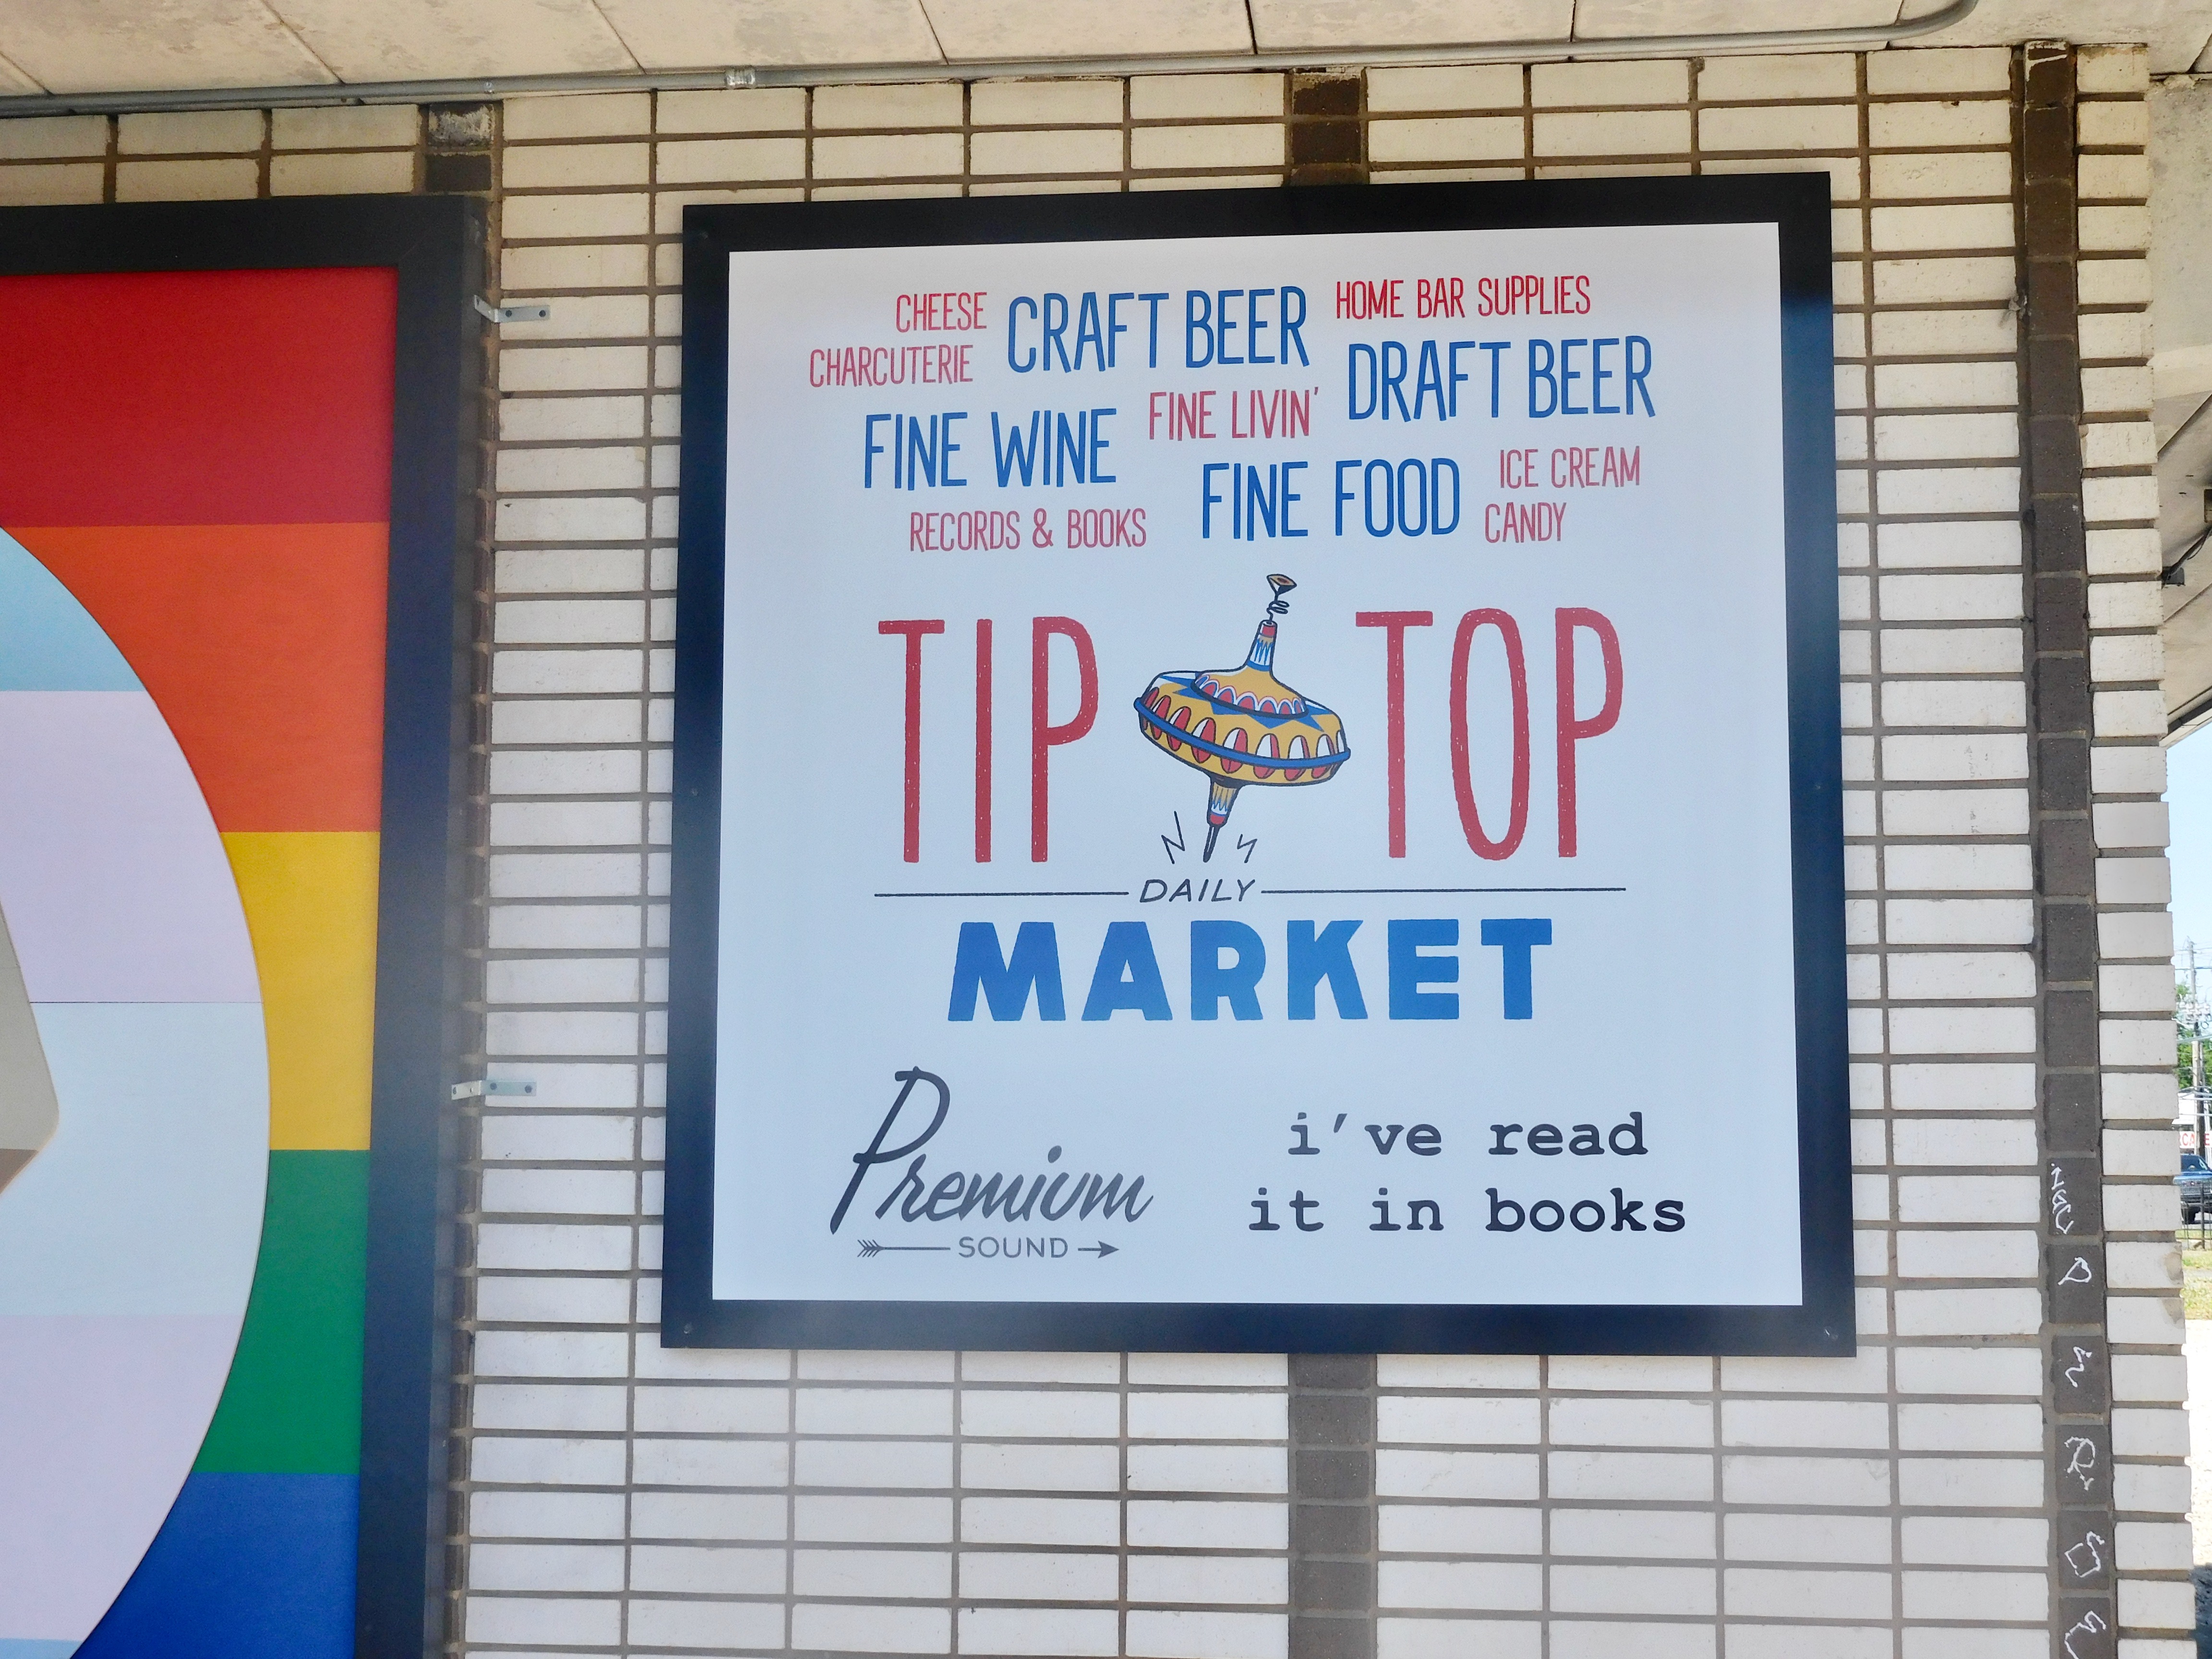 CHEESE
CRAFT BEER
HOME BAR SUPPLIES
CHARCUTERIE
DRAFT BEER
FINE WINE
FINE LIVIN'
FINE FOOD
ICE CREAM
RECORDS & BOOKS
CANDY
TIP TOP
DAILY
MARKET
Premium
SOUND
i've read
it in books